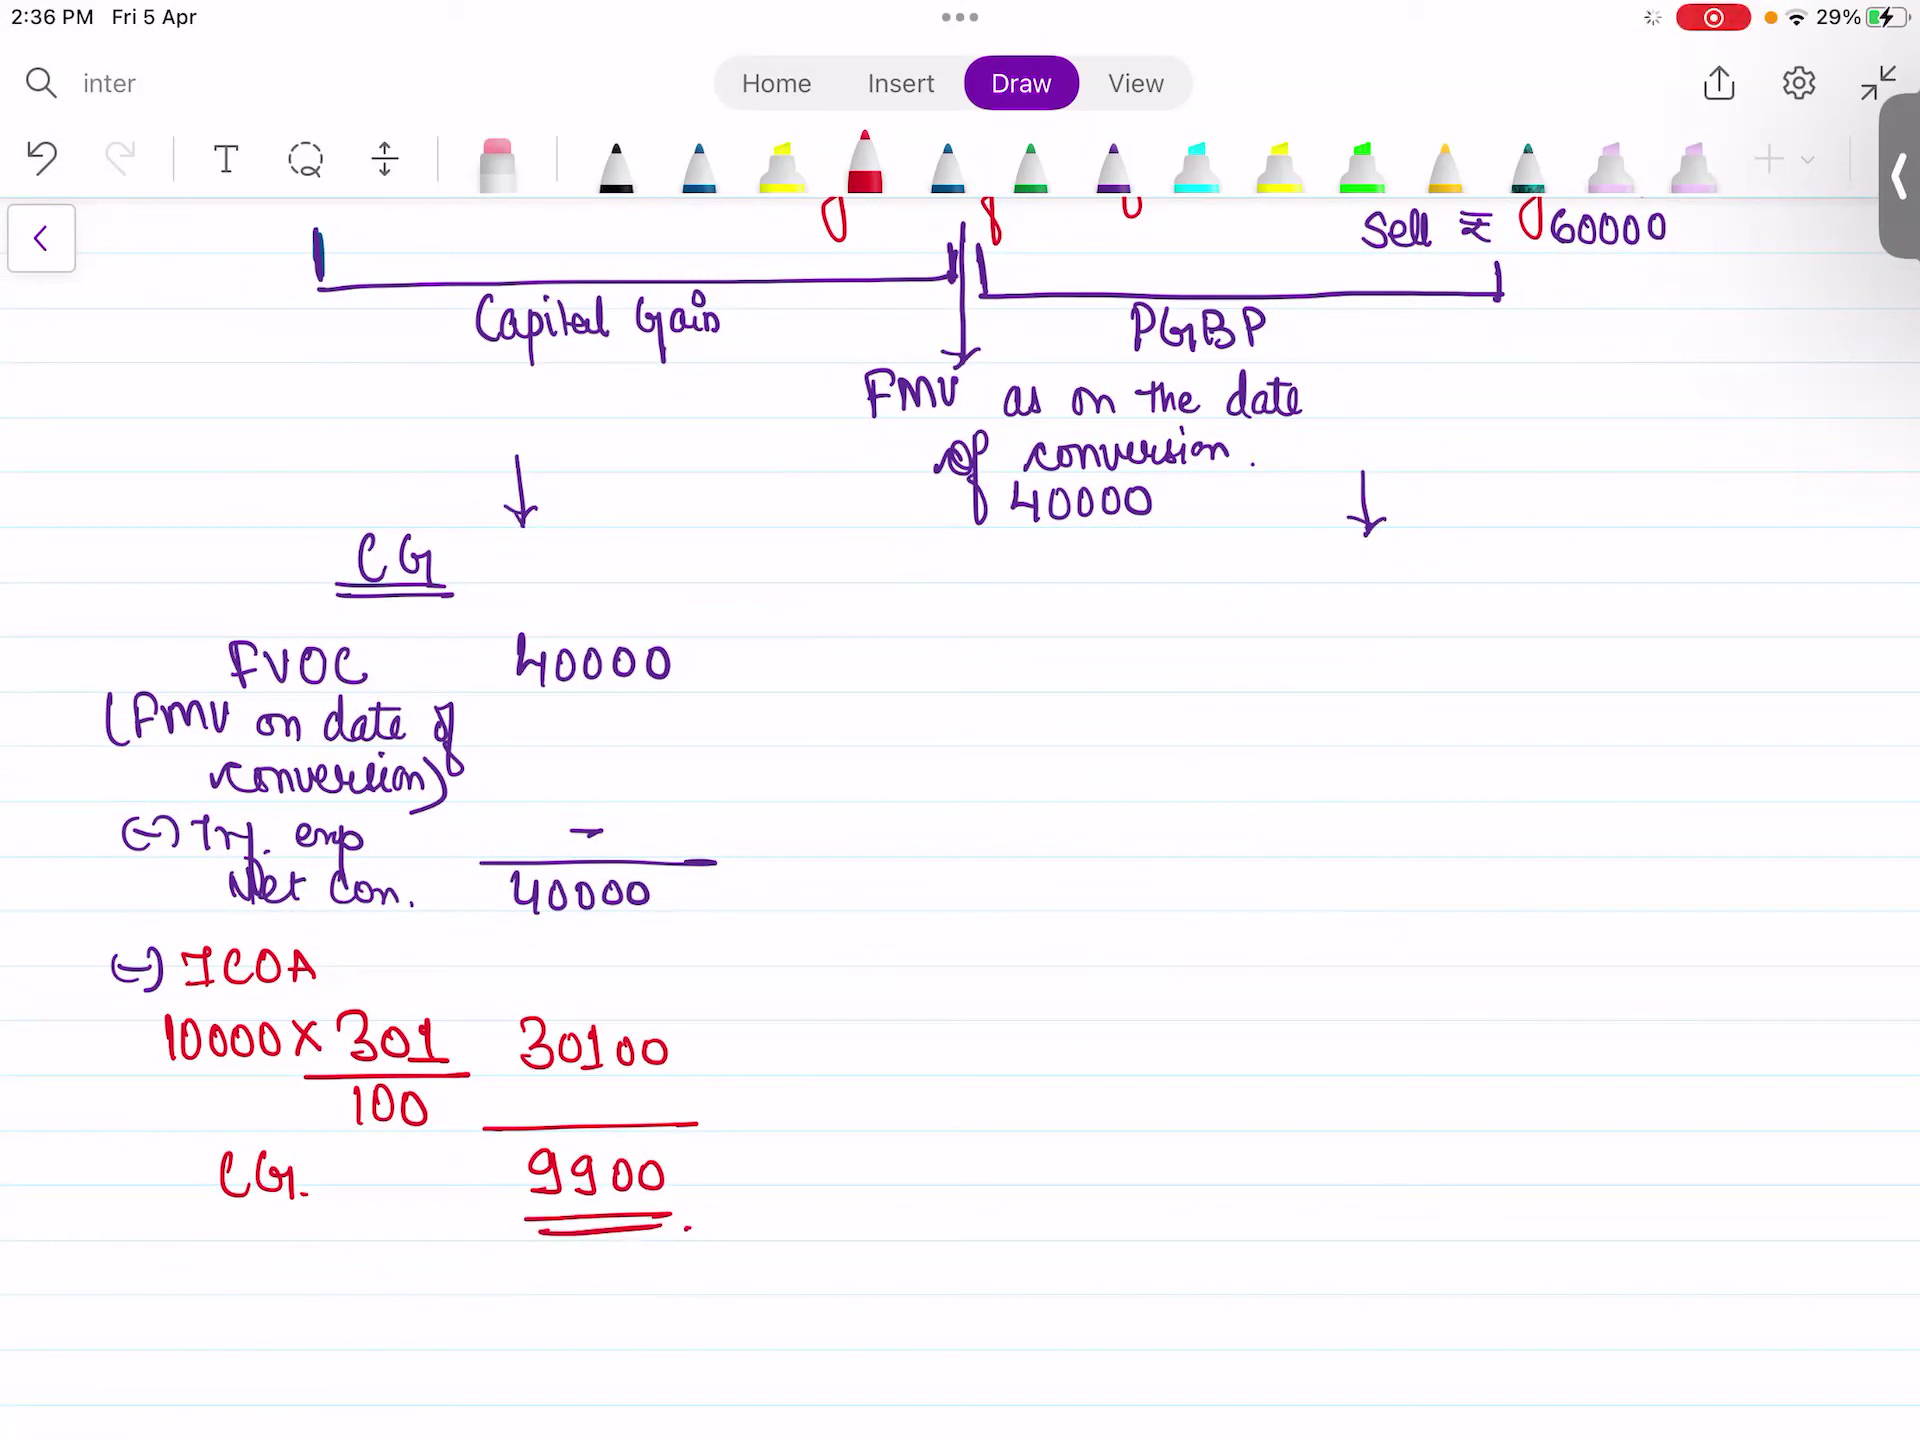 2:36 PM Fri 5 Apr
29%
inter
Home Insert Draw View
T
Sell ₹ 60000
Capital Gain
PGBP
FMV as on the date
of conversion.
40000
CG
FVOC 40000
(FMV on date of
conversion)
(-) Trf. exp -
Net Con. 40000
(-) ICOA
10000 × 301 30100
100
CG. 9900